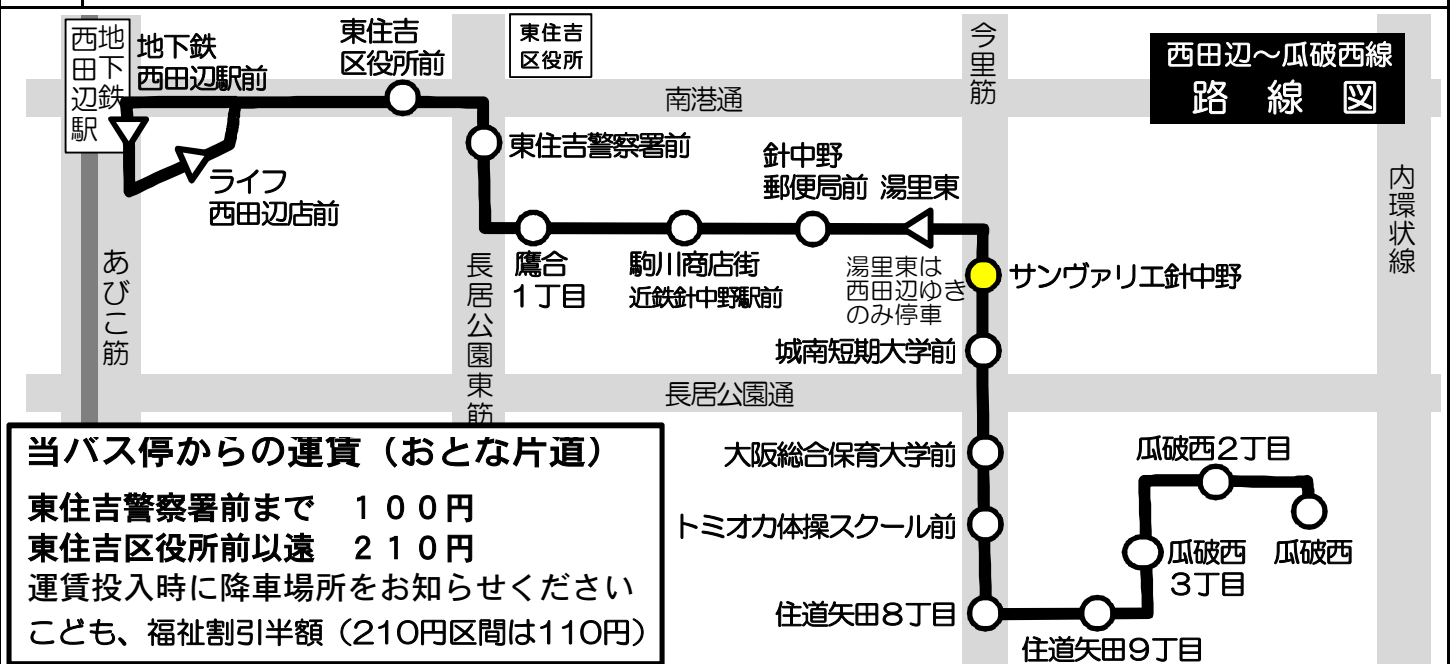 地下鉄
西田辺駅
地下鉄
西田辺駅前
東住吉
区役所前
東住吉
区役所
今里筋
西田辺～瓜破西線
路線図
南港通
東住吉警察署前
針中野
郵便局前
湯里東
ライフ
西田辺店前
内環状線
あびこ筋
長居公園東筋
鷹合
１丁目
駒川商店街
近鉄針中野駅前
湯里東は
西田辺ゆき
のみ停車
サンヴァリエ針中野
城南短期大学前
長居公園通
当バス停からの運賃（おとな片道）
東住吉警察署前まで　１００円
東住吉区役所前以遠　２１０円
運賃投入時に降車場所をお知らせください
こども、福祉割引半額（210円区間は110円）
大阪総合保育大学前
トミオカ体操スクール前
住道矢田８丁目
住道矢田９丁目
瓜破西２丁目
瓜破西
３丁目
瓜破西